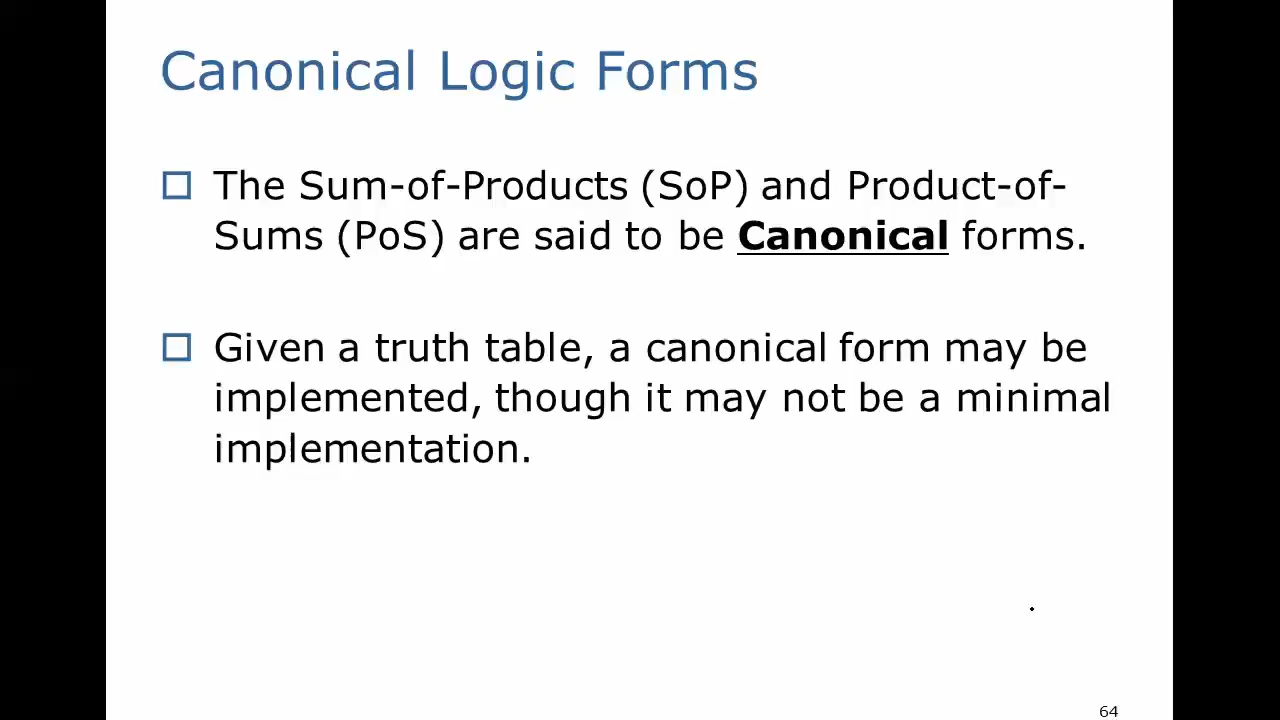 Canonical Logic Forms
The Sum-of-Products (SoP) and Product-of-
Sums (PoS) are said to be Canonical forms.
Given a truth table, a canonical form may be
implemented, though it may not be a minimal
implementation.
64